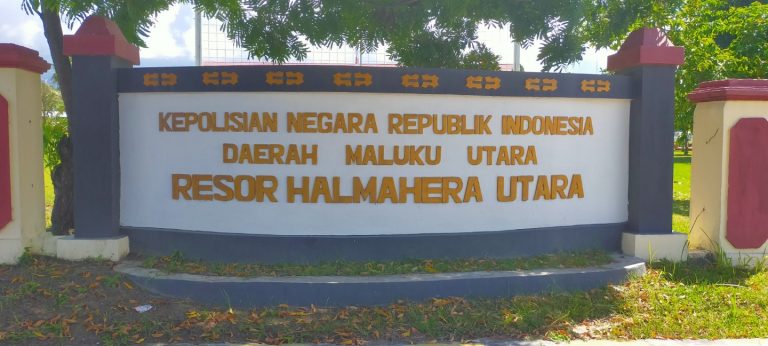 KEPOLISIAN NEGARA REPUBLIK INDONESIA
DAERAH MALUKU UTARA
RESOR HALMAHERA UTARA